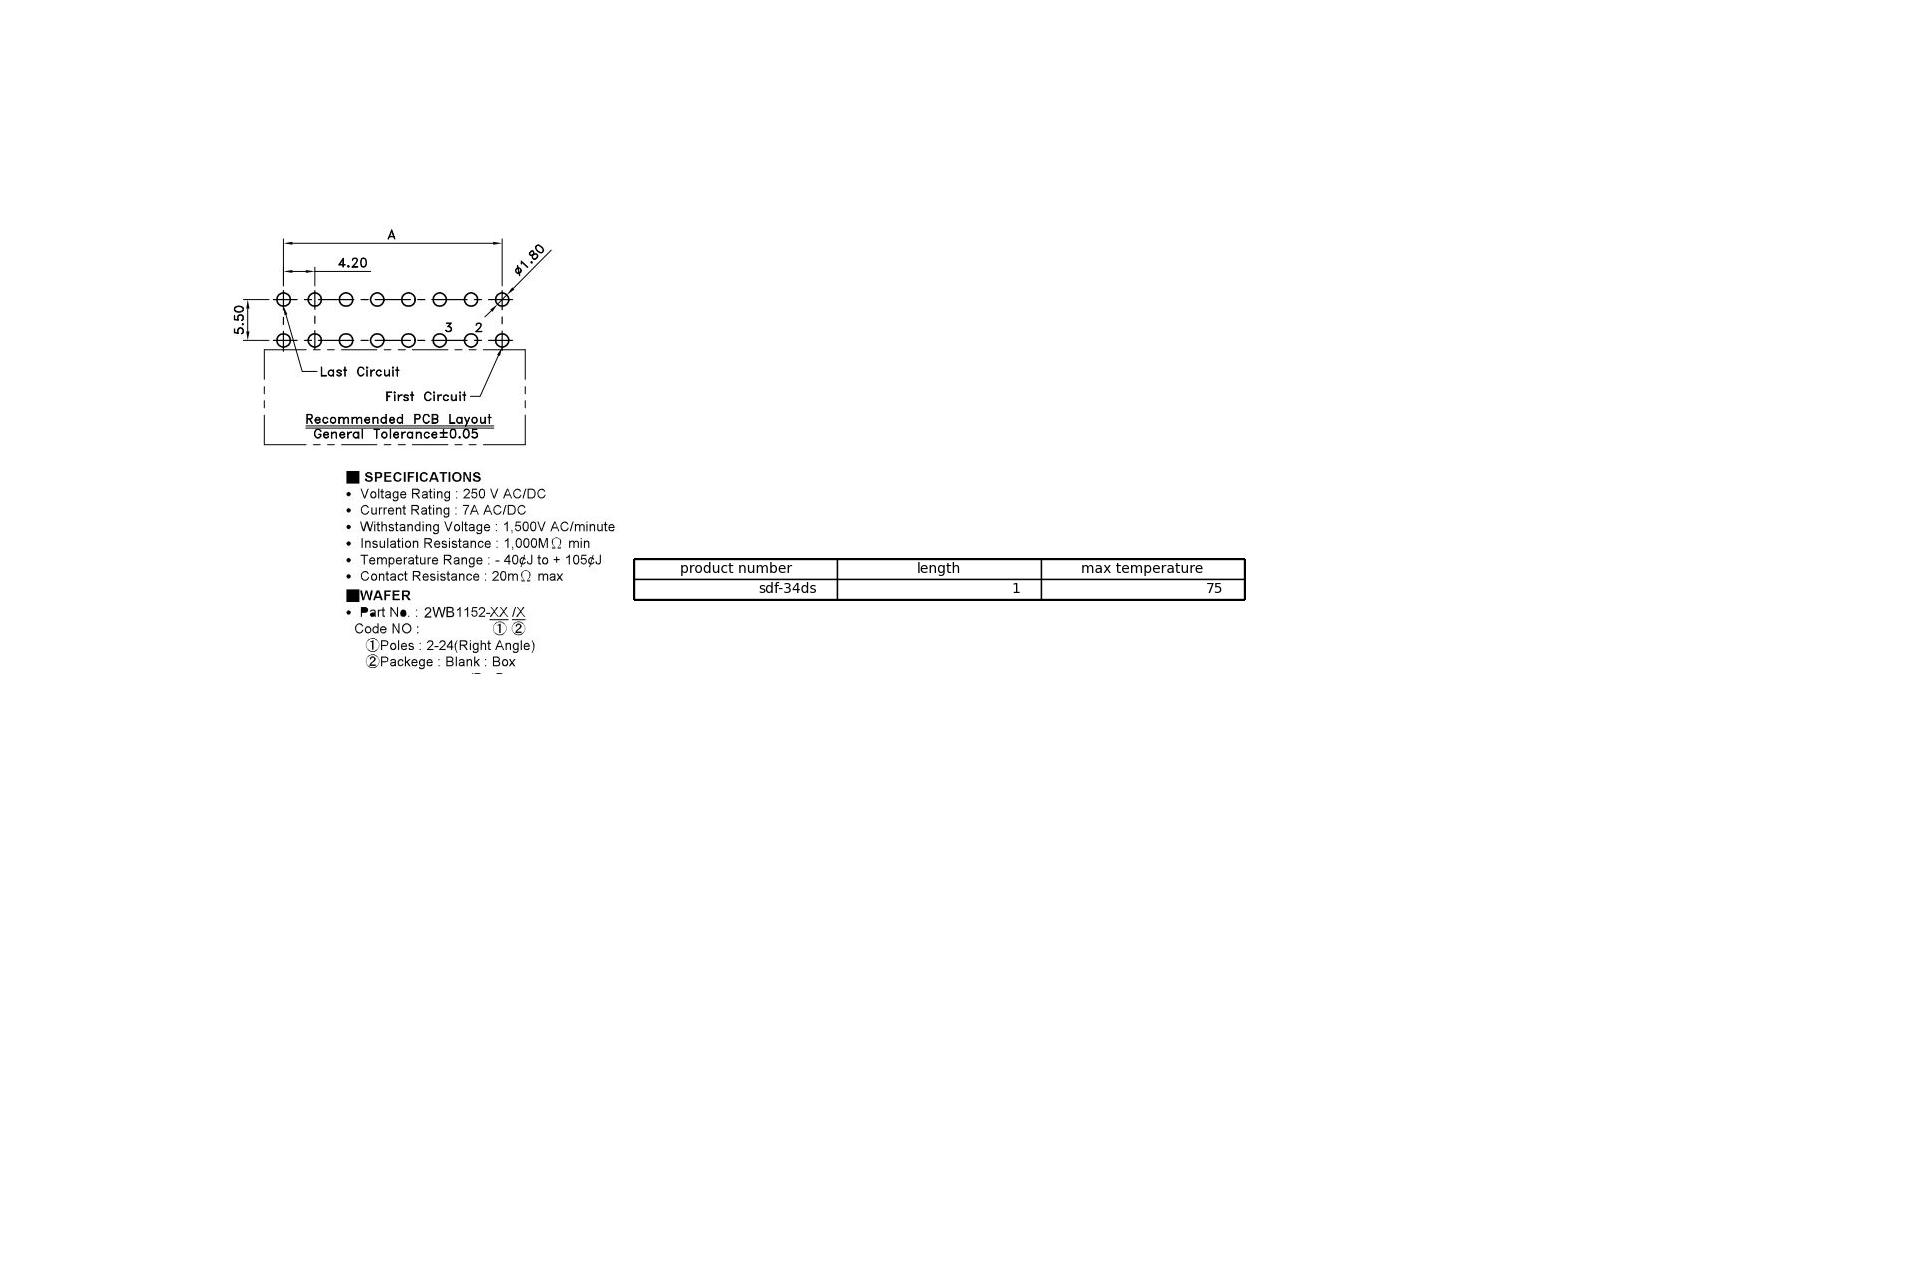 A
4.20
ø1.80
5.50
3 2
Last Circuit
First Circuit
Recommended PCB Layout
General Tolerance±0.05
■ SPECIFICATIONS
• Voltage Rating : 250 V AC/DC
• Current Rating : 7A AC/DC
• Withstanding Voltage : 1,500V AC/minute
• Insulation Resistance : 1,000MΩ min
• Temperature Range : - 40¢J to + 105¢J
• Contact Resistance : 20mΩ max
■WAFER
• Part No. : 2WB1152-XX /X
Code NO : ① ②
①Poles : 2-24(Right Angle)
②Packege : Blank : Box
product number length max temperature
sdf-34ds 1 75